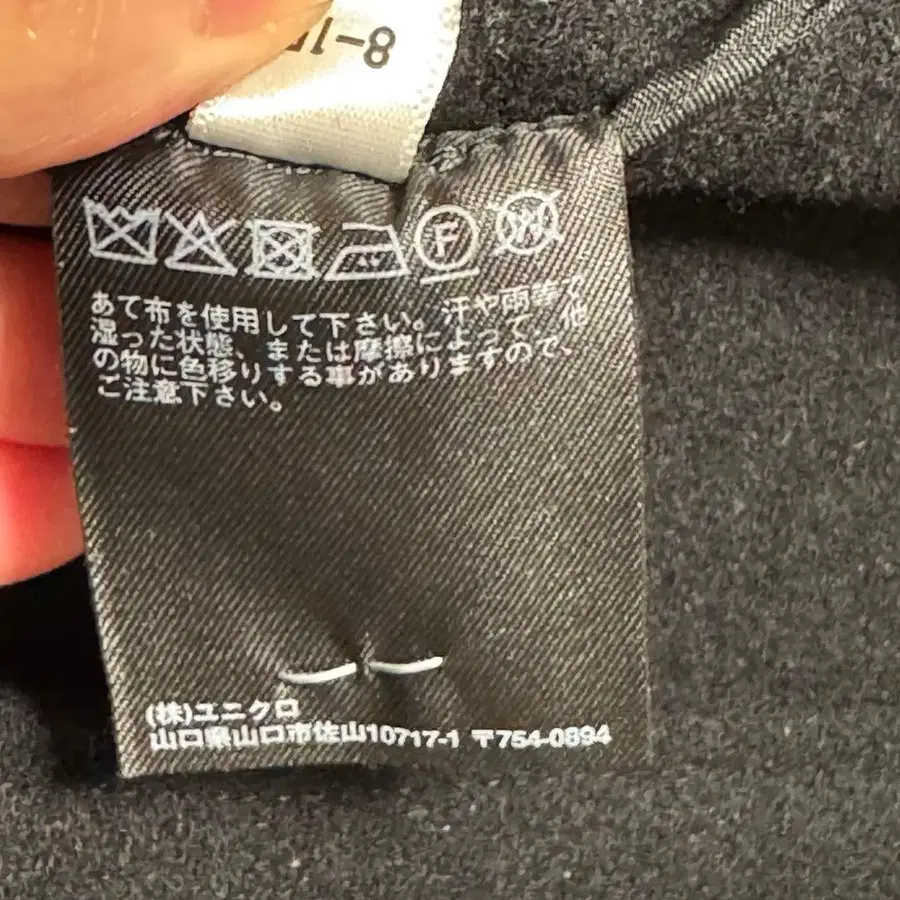 8-1
F
W
あて布を使用して下さい。汗や雨等で
湿った状態、または摩擦によって、他
の物に色移りする事がありますので、
ご注意下さい。
(株)ユニクロ
山口県山口市佐山10717-1 〒754-0894